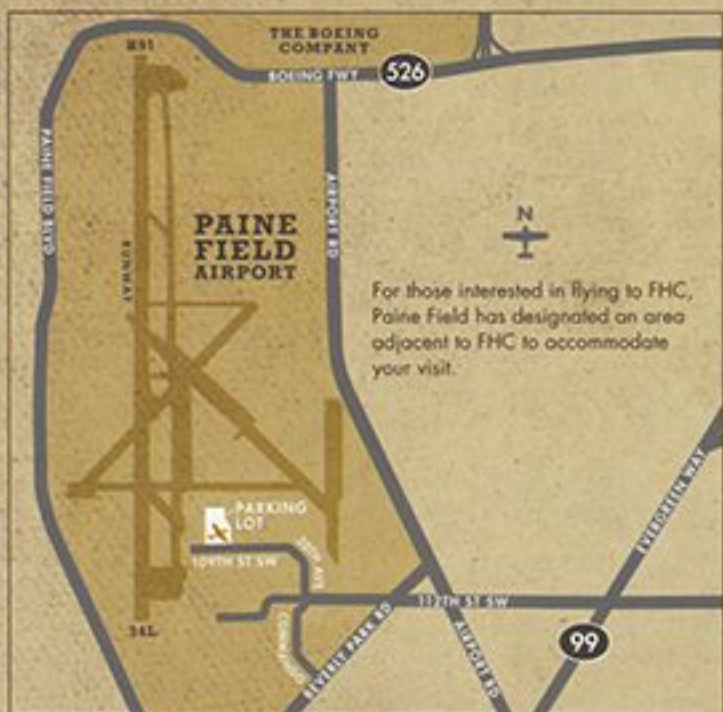 THE BOEING
COMPANY
BOEING FWY
526
PAINE FIELD BLVD
RUNWAY
PAINE
FIELD
AIRPORT
AIRPORT RD
N
For those interested in flying to FHC,
Paine Field has designated an area
adjacent to FHC to accommodate
your visit.
EVERGREEN WAY
PARKING
LOT
109TH ST SW
112TH ST SW
BEVERLY PARK RD
AIRPORT RD
99
34L